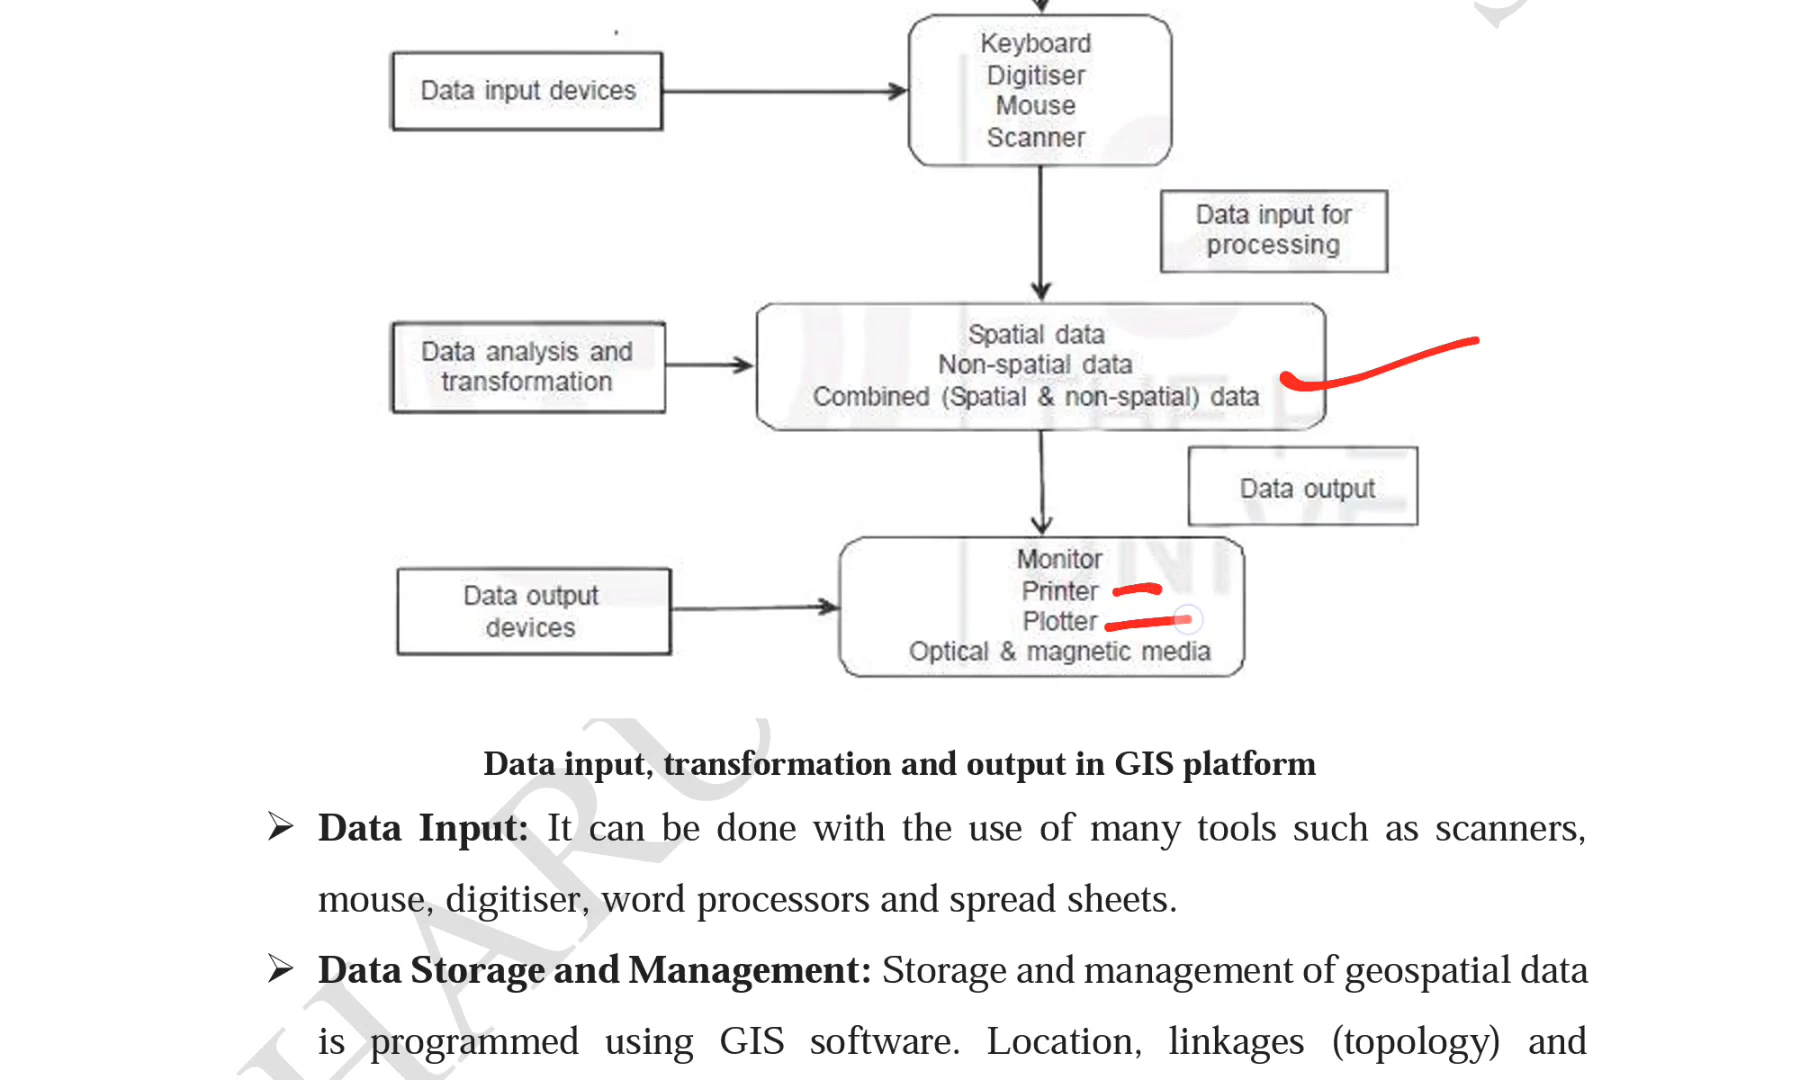 Keyboard
Digitiser
Mouse
Scanner
Data input devices
Data input for
processing
Data analysis and
transformation
Spatial data
Non-spatial data
Combined (Spatial & non-spatial) data
Data output
Data output
devices
Monitor
Printer
Plotter
Optical & magnetic media
Data input, transformation and output in GIS platform
➢ Data Input: It can be done with the use of many tools such as scanners,
mouse, digitiser, word processors and spread sheets.
➢ Data Storage and Management: Storage and management of geospatial data
is programmed using GIS software. Location, linkages (topology) and